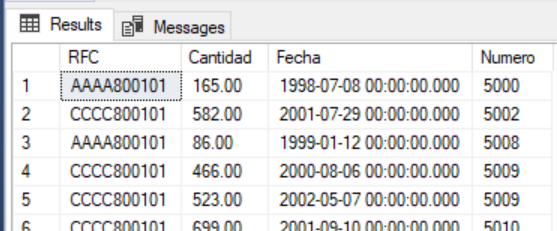 Results Messages
RFC Cantidad Fecha Numero
1 AAAA800101 165.00 1998-07-08 00:00:00.000 5000
2 CCCC800101 582.00 2001-07-29 00:00:00.000 5002
3 AAAA800101 86.00 1999-01-12 00:00:00.000 5008
4 CCCC800101 466.00 2000-08-06 00:00:00.000 5009
5 CCCC800101 523.00 2002-05-07 00:00:00.000 5009
6 CCCC800101 699.00 2001-09-10 00:00:00.000 5010